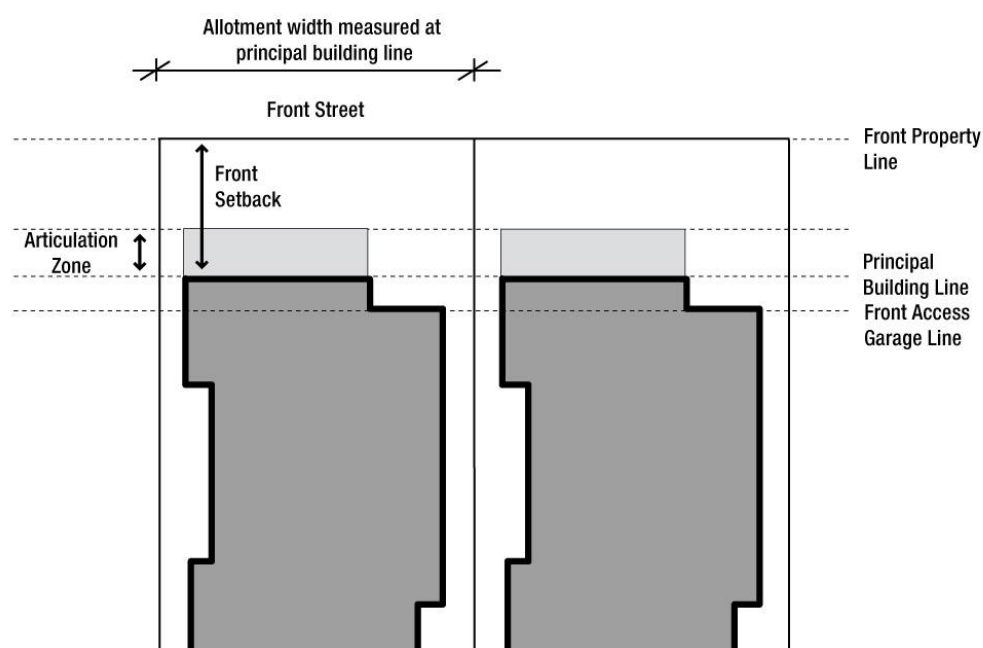 Allotment width measured at
principal building line
Front Street
Front Property
Line
Front
Setback
Articulation
Zone
Principal
Building Line
Front Access
Garage Line